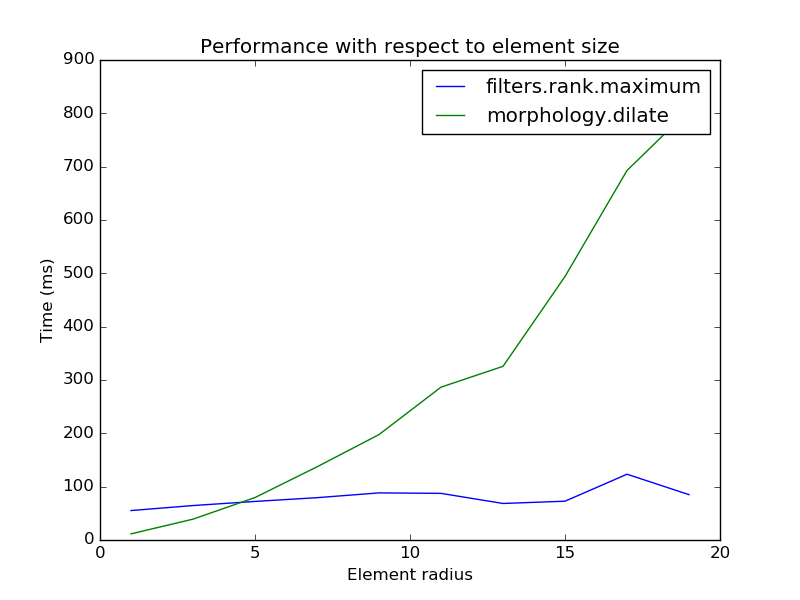 Performance with respect to element size
filters.rank.maximum
morphology.dilate
900
800
700
600
500
400
300
200
100
0
Time (ms)
0 5 10 15 20
Element radius